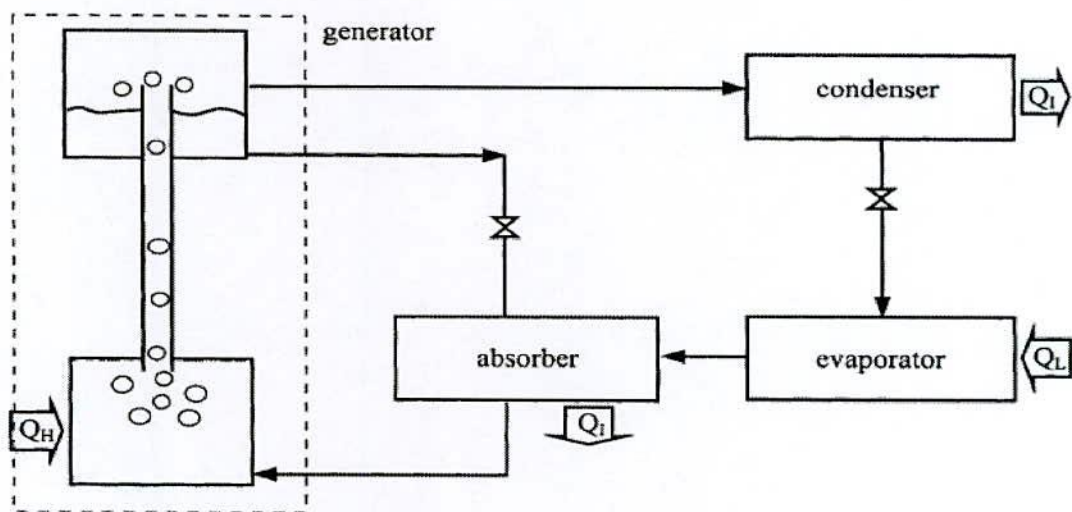 generator
condenser
Q_I
absorber
evaporator
Q_L
Q_H
Q_I